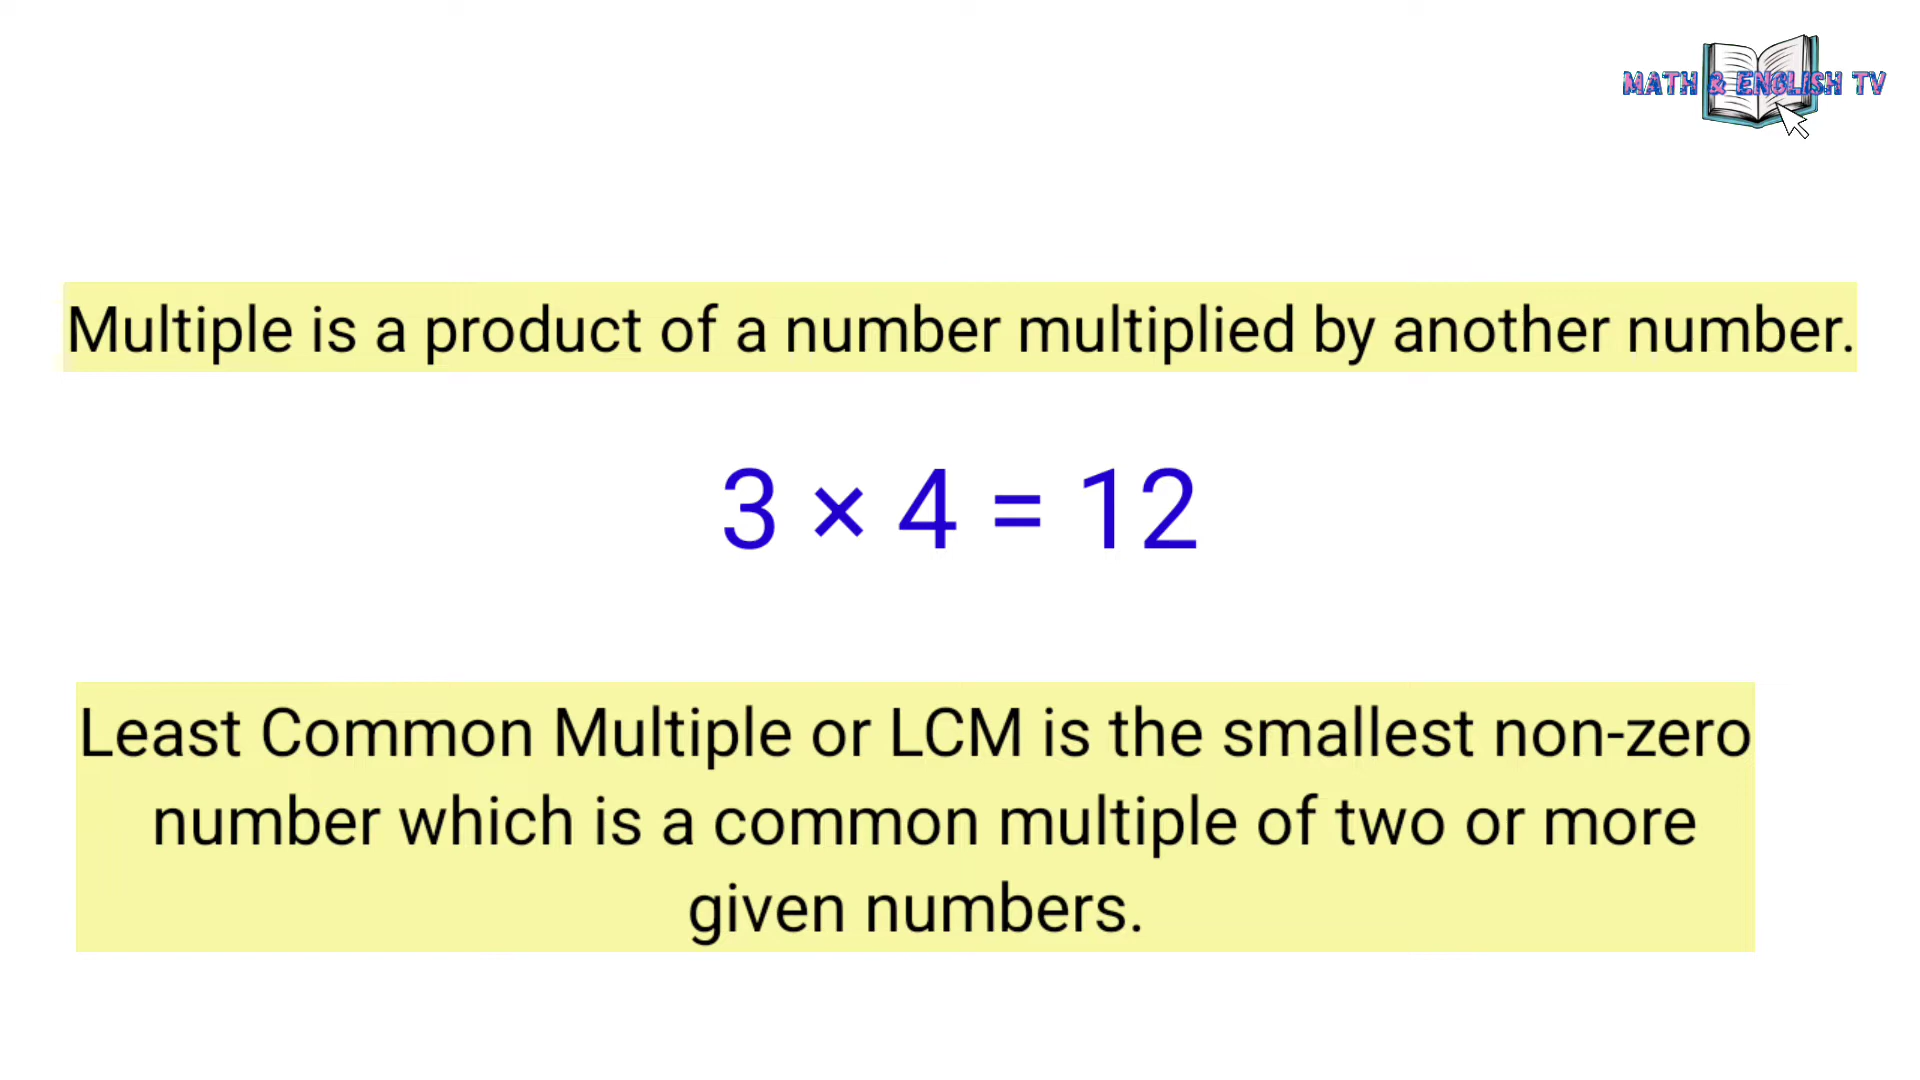 MATH & ENGLISH TV
Multiple is a product of a number multiplied by another number.
3 × 4 = 12
Least Common Multiple or LCM is the smallest non-zero
number which is a common multiple of two or more
given numbers.